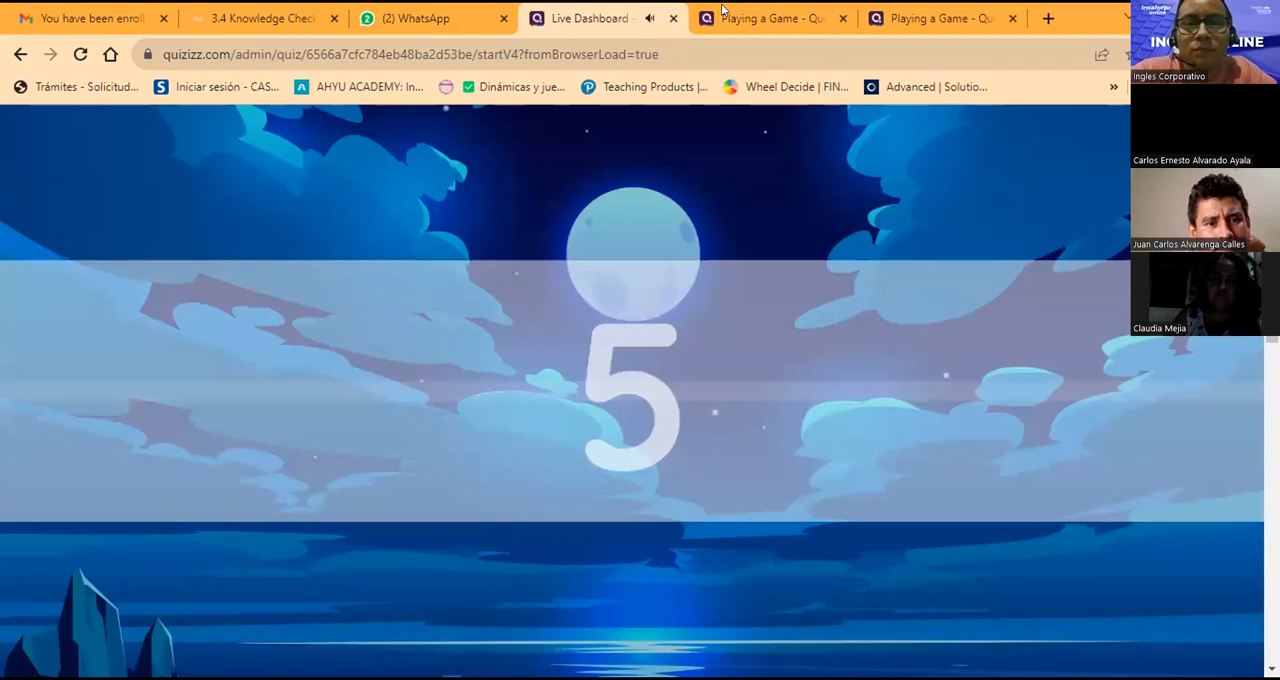 You have been enroll
3.4 Knowledge Check
(2) WhatsApp
Live Dashboard -
Playing a Game - Qui
Playing a Game - Qu
quizizz.com/admin/quiz/6566a7cfc784eb48ba2d53be/startV4?fromBrowserLoad=true
Trámites - Solicitud...
Iniciar sesión - CAS...
AHYU ACADEMY: In...
Dinámicas y jue...
Teaching Products |...
Wheel Decide | FIN...
Advanced | Solutio...
»
5
Ingles Corporativo
Carlos Ernesto Alvarado Ayala
Juan Carlos Alvarenga Calles
Claudia Mejia